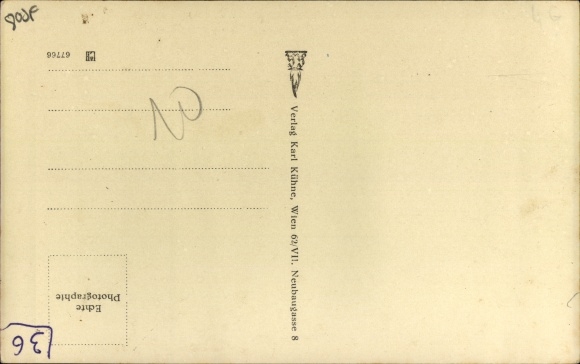 Echte
Photographie
Verlag Karl Kühne, Wien 62/VII. Neubaugasse 8
67766
36